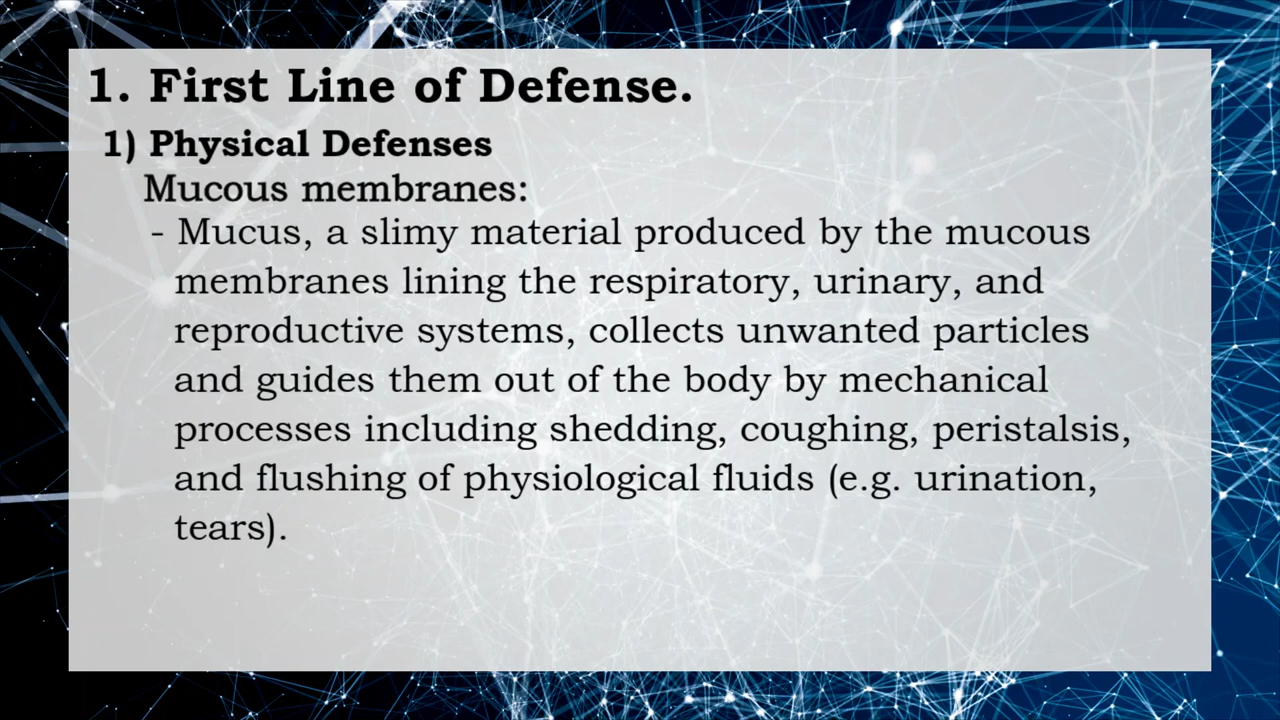 1. First Line of Defense.
1) Physical Defenses
Mucous membranes:
- Mucus, a slimy material produced by the mucous
membranes lining the respiratory, urinary, and
reproductive systems, collects unwanted particles
and guides them out of the body by mechanical
processes including shedding, coughing, peristalsis,
and flushing of physiological fluids (e.g. urination,
tears).